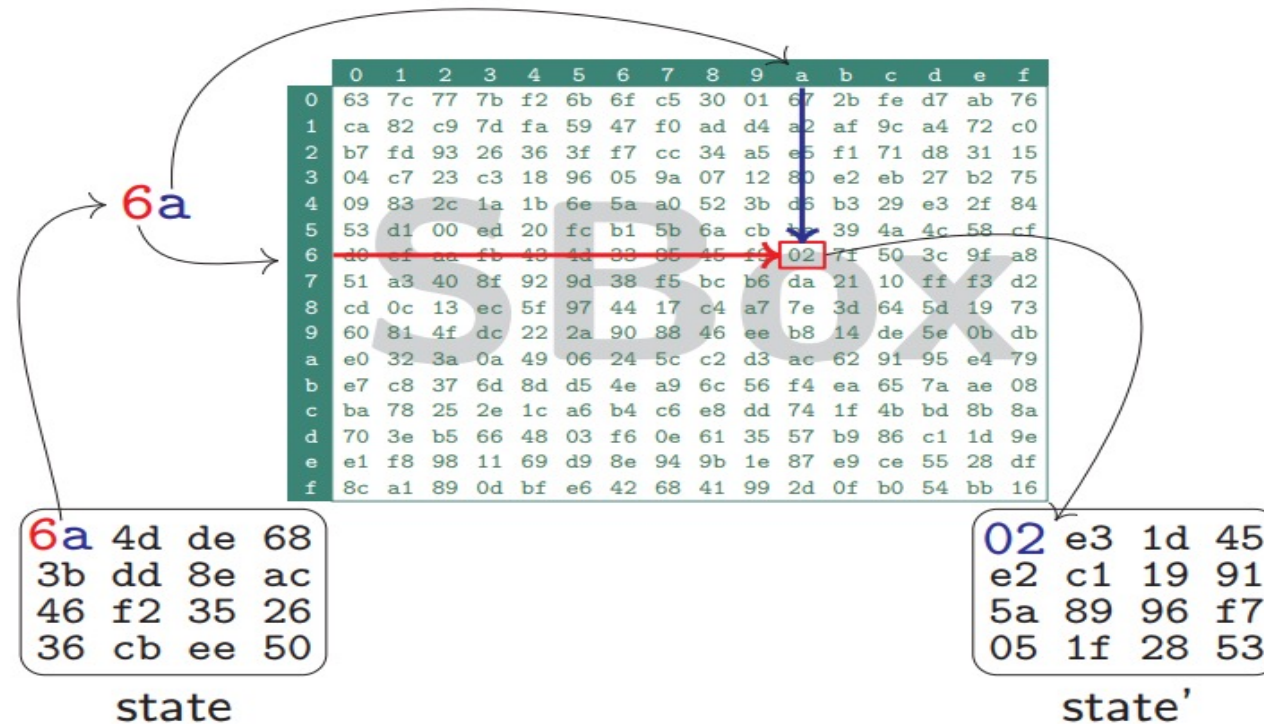 0 1 2 3 4 5 6 7 8 9 a b c d e f
0 63 7c 77 7b f2 6b 6f c5 30 01 67 2b fe d7 ab 76
1 ca 82 c9 7d fa 59 47 f0 ad d4 a2 af 9c a4 72 c0
2 b7 fd 93 26 36 3f f7 cc 34 a5 e5 f1 71 d8 31 15
3 04 c7 23 c3 18 96 05 9a 07 12 80 e2 eb 27 b2 75
6a
4 09 83 2c 1a 1b 6e 5a a0 52 3b d6 b3 29 e3 2f 84
5 53 d1 00 ed 20 fc b1 5b 6a cb be 39 4a 4c 58 cf
6 d0 ef aa fb 43 4d 33 85 45 f9 02 7f 50 3c 9f a8
7 51 a3 40 8f 92 9d 38 f5 bc b6 da 21 10 ff f3 d2
SBox
8 cd 0c 13 ec 5f 97 44 17 c4 a7 7e 3d 64 5d 19 73
9 60 81 4f dc 22 2a 90 88 46 ee b8 14 de 5e 0b db
a e0 32 3a 0a 49 06 24 5c c2 d3 ac 62 91 95 e4 79
b e7 c8 37 6d 8d d5 4e a9 6c 56 f4 ea 65 7a ae 08
c ba 78 25 2e 1c a6 b4 c6 e8 dd 74 1f 4b bd 8b 8a
d 70 3e b5 66 48 03 f6 0e 61 35 57 b9 86 c1 1d 9e
e e1 f8 98 11 69 d9 8e 94 9b 1e 87 e9 ce 55 28 df
f 8c a1 89 0d bf e6 42 68 41 99 2d 0f b0 54 bb 16
6a 4d de 68
3b dd 8e ac
46 f2 35 26
36 cb ee 50
state
02 e3 1d 45
e2 c1 19 91
5a 89 96 f7
05 1f 28 53
state'